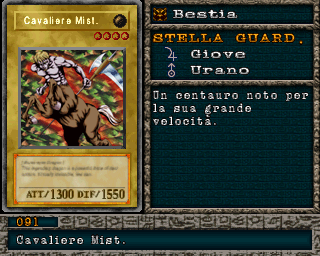 Cavaliere Mist.
ATT/1300 DIF/1550
Bestia
STELLA GUARD.
Giove
Urano
Un centauro noto per
la sua grande
velocità.
091
Cavaliere Mist.